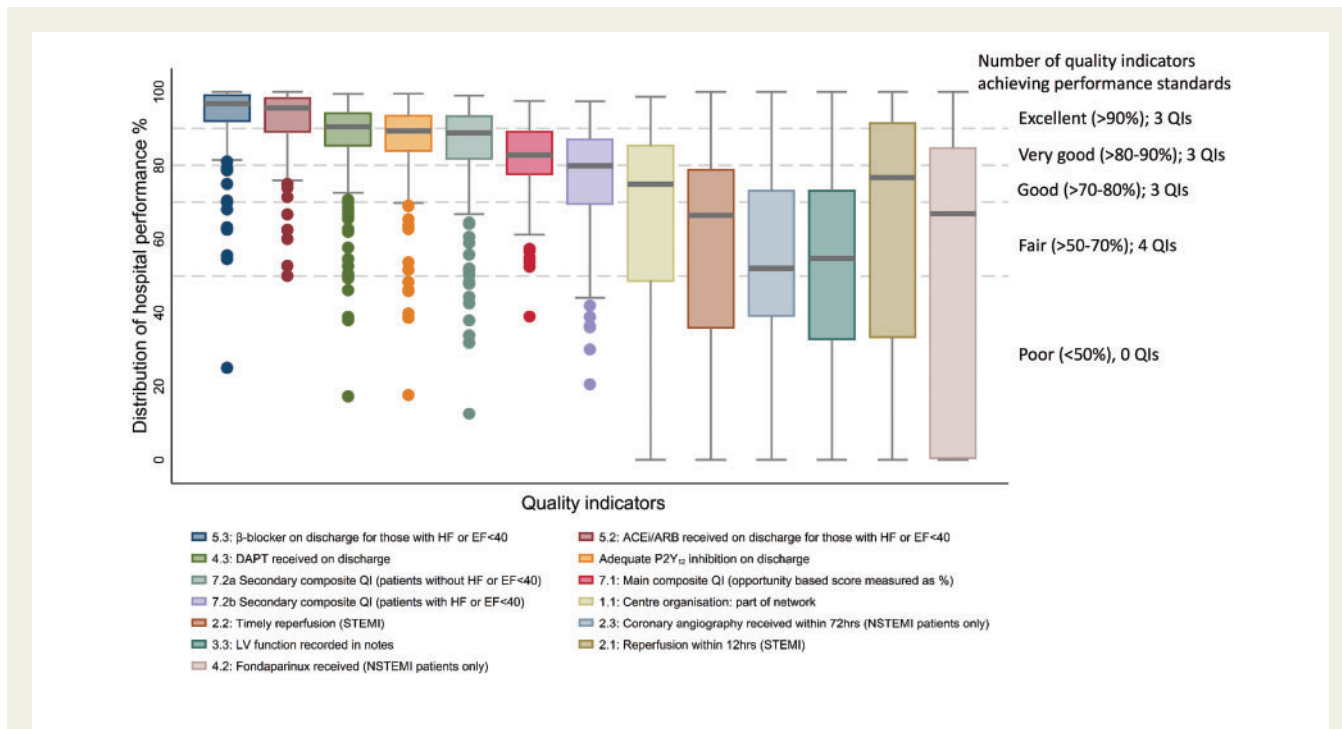 Number of quality indicators
achieving performance standards
Excellent (>90%); 3 QIs
Very good (>80-90%); 3 QIs
Good (>70-80%); 3 QIs
Fair (>50-70%); 4 QIs
Poor (<50%), 0 QIs
Distribution of hospital performance %
100
80
60
40
20
0
Quality indicators
5.3: β-blocker on discharge for those with HF or EF<40
5.2: ACEi/ARB received on discharge for those with HF or EF<40
4.3: DAPT received on discharge
Adequate P2Y₁₂ inhibition on discharge
7.2a Secondary composite QI (patients without HF or EF<40)
7.1: Main composite QI (opportunity based score measured as %)
7.2b Secondary composite QI (patients with HF or EF<40)
1.1: Centre organisation: part of network
2.2: Timely reperfusion (STEMI)
2.3: Coronary angiography received within 72hrs (NSTEMI patients only)
3.3: LV function recorded in notes
2.1: Reperfusion within 12hrs (STEMI)
4.2: Fondaparinux received (NSTEMI patients only)